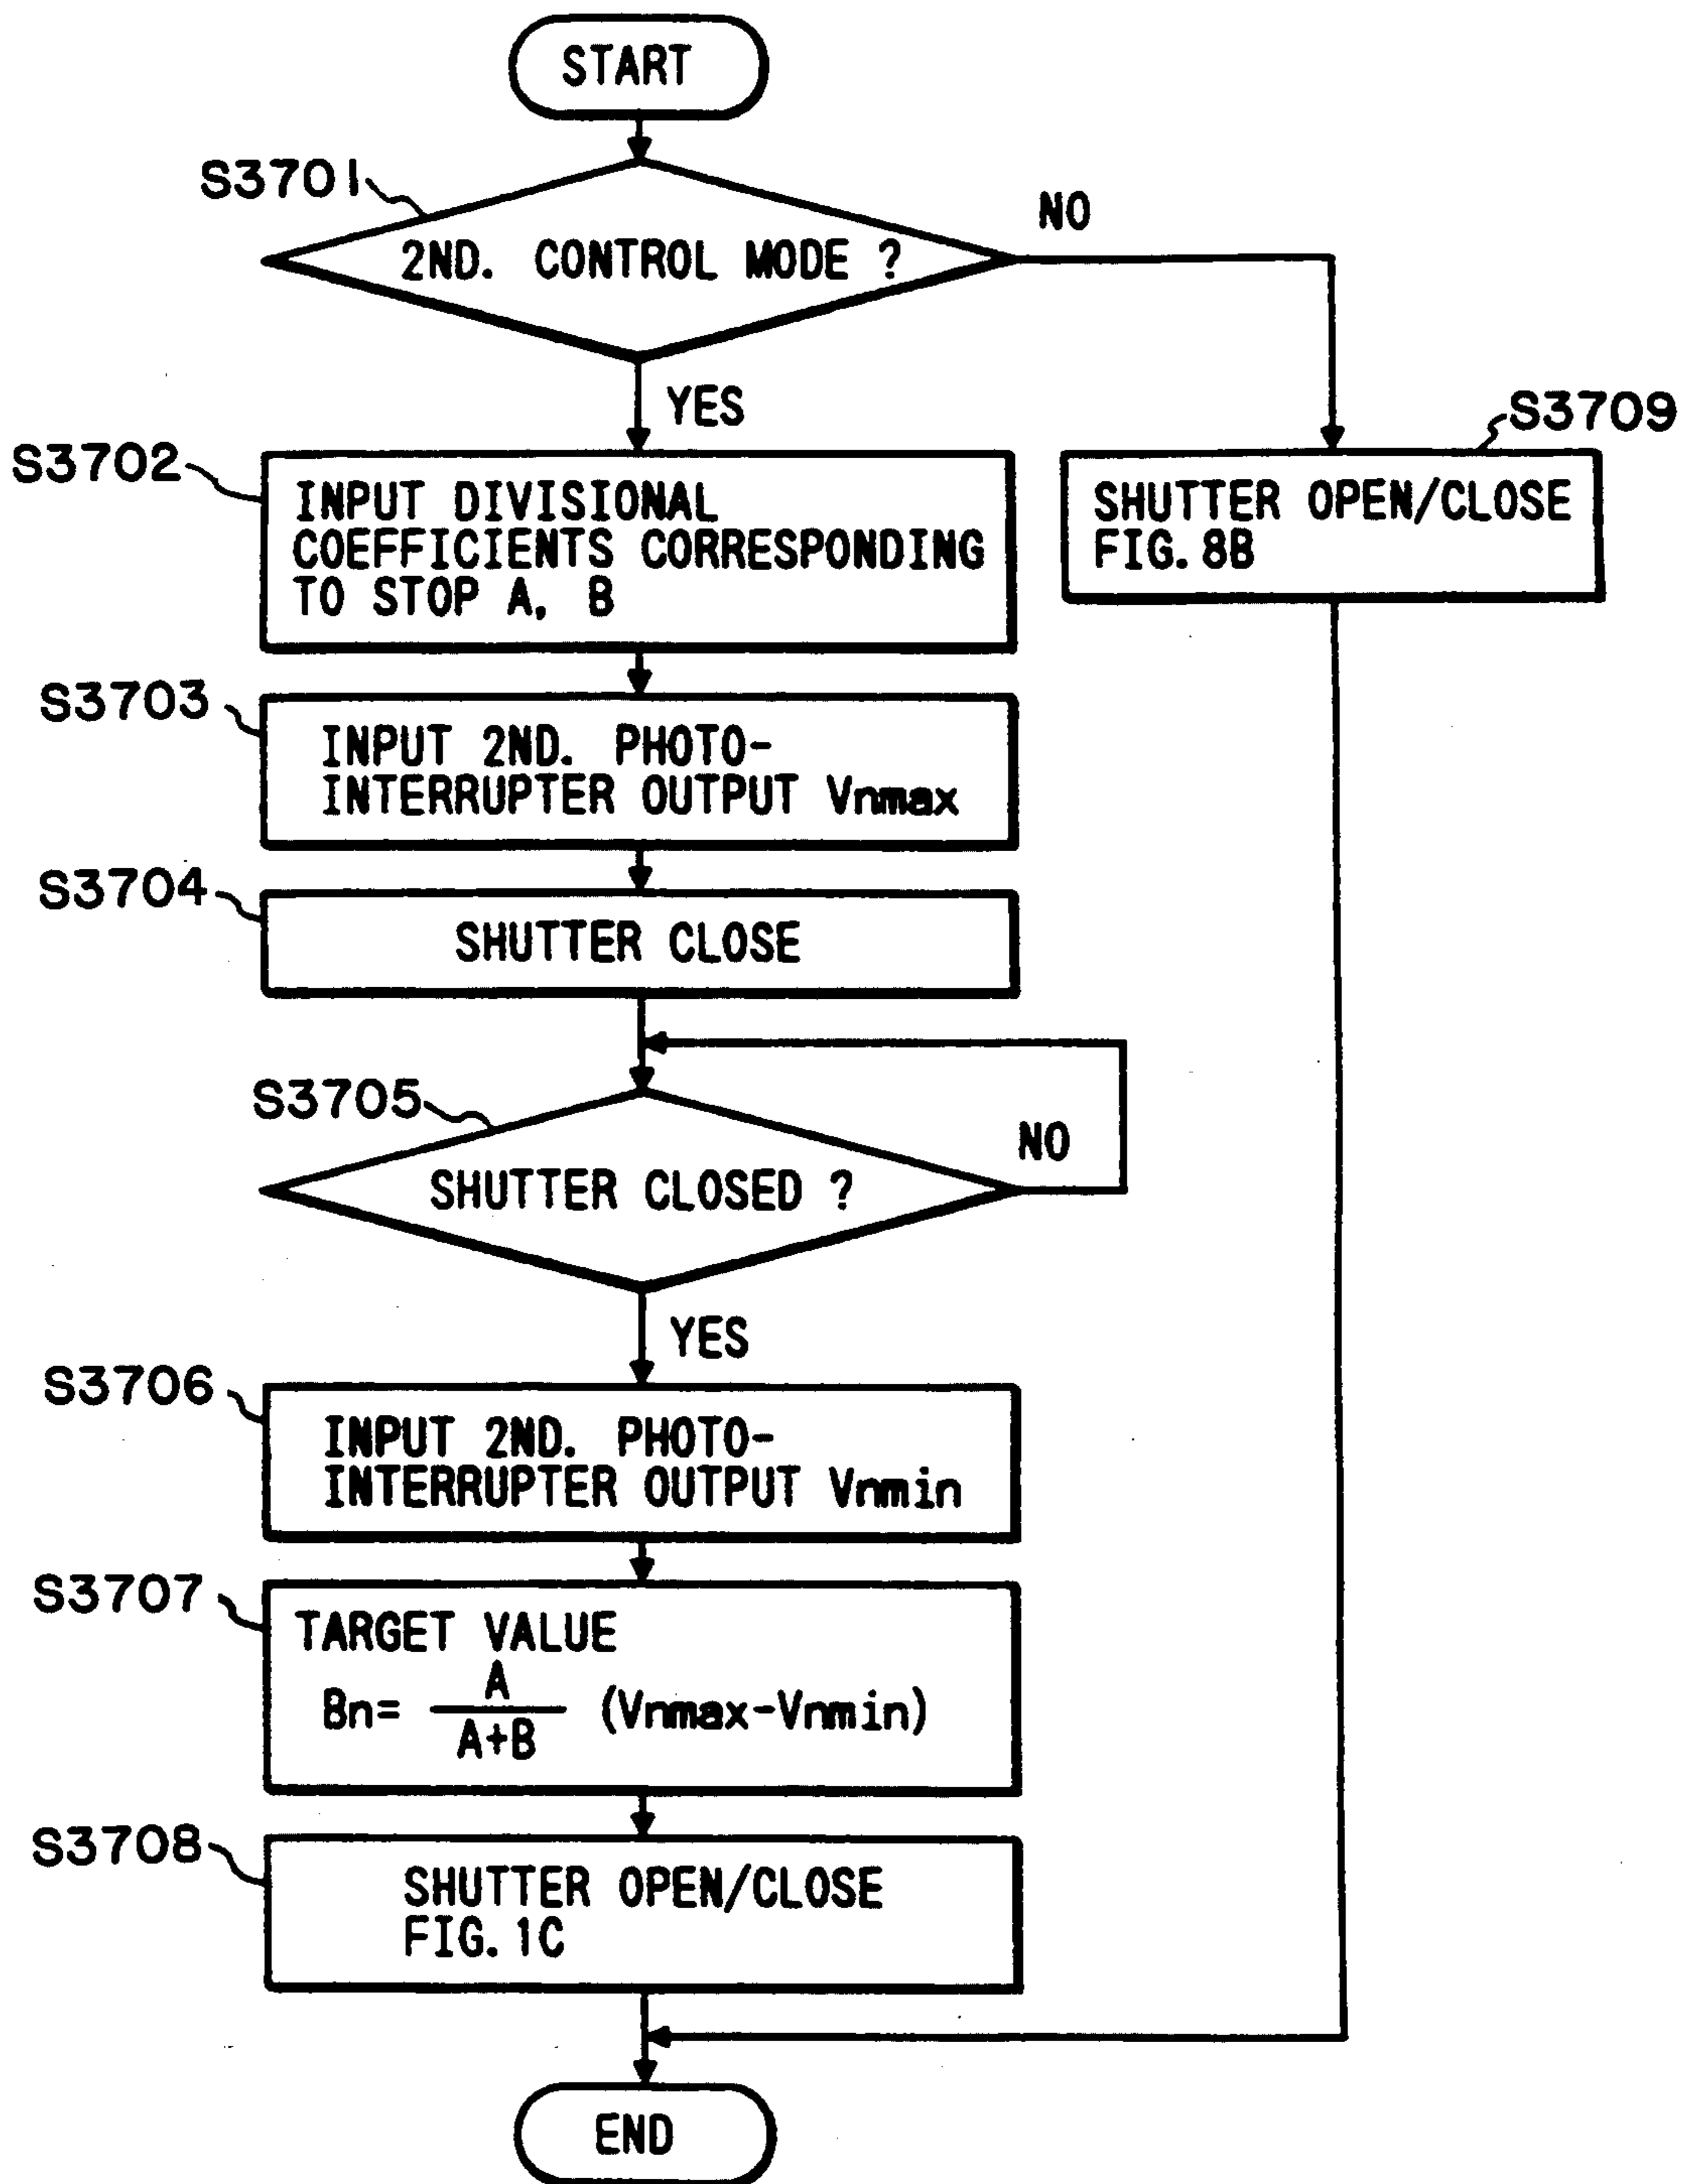 START
S3701
2ND. CONTROL MODE ?
NO
YES
S3702
INPUT DIVISIONAL
COEFFICIENTS CORRESPONDING
TO STOP A, B
S3709
SHUTTER OPEN/CLOSE
FIG. 8B
S3703
INPUT 2ND. PHOTO-
INTERRUPTER OUTPUT Vnmax
S3704
SHUTTER CLOSE
S3705
SHUTTER CLOSED ?
NO
YES
S3706
INPUT 2ND. PHOTO-
INTERRUPTER OUTPUT Vnmin
S3707
TARGET VALUE
Bn= A/A+B (Vnmax-Vnmin)
S3708
SHUTTER OPEN/CLOSE
FIG. 1C
END